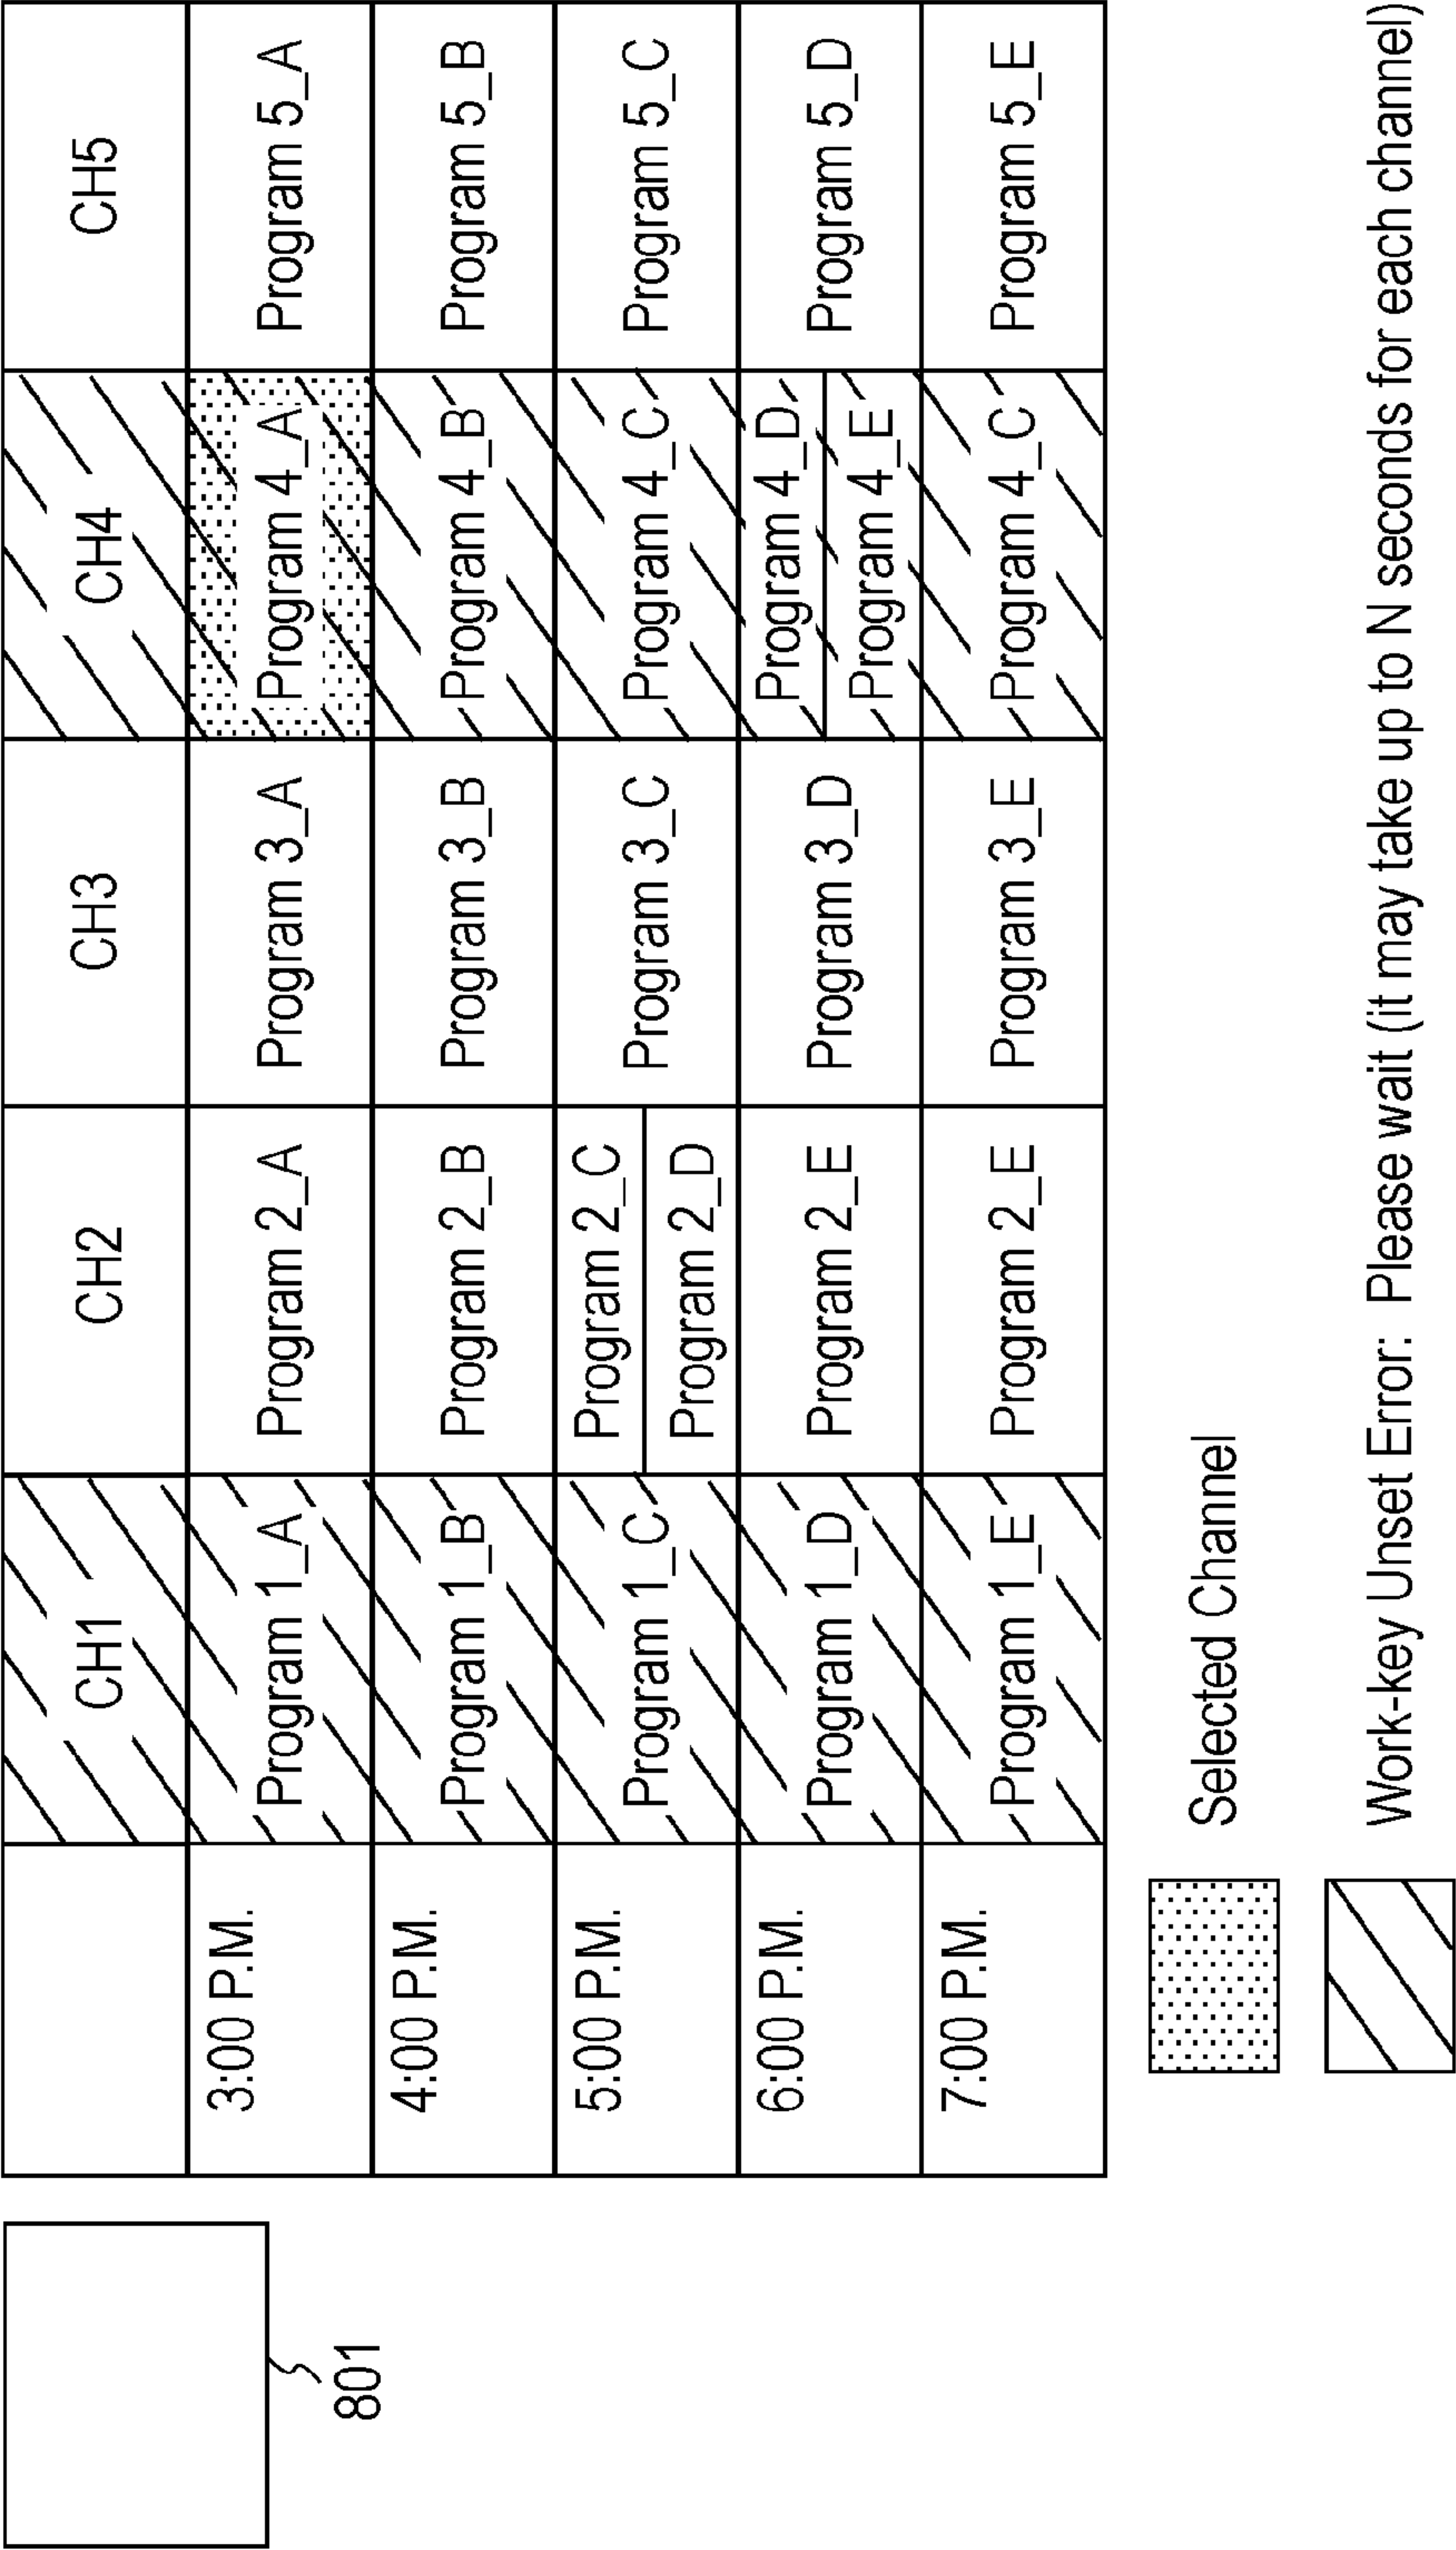 CH1 CH2 CH3 CH4 CH5
3:00 P.M. Program 1_A Program 2_A Program 3_A Program 4_A Program 5_A
4:00 P.M. Program 1_B Program 2_B Program 3_B Program 4_B Program 5_B
5:00 P.M. Program 1_C Program 2_C Program 3_C Program 4_C Program 5_C
Program 2_D
6:00 P.M. Program 1_D Program 2_E Program 3_D Program 4_D Program 5_D
Program 4_E
7:00 P.M. Program 1_E Program 2_E Program 3_E Program 4_C Program 5_E
801
Selected Channel
Work-key Unset Error: Please wait (it may take up to N seconds for each channel)